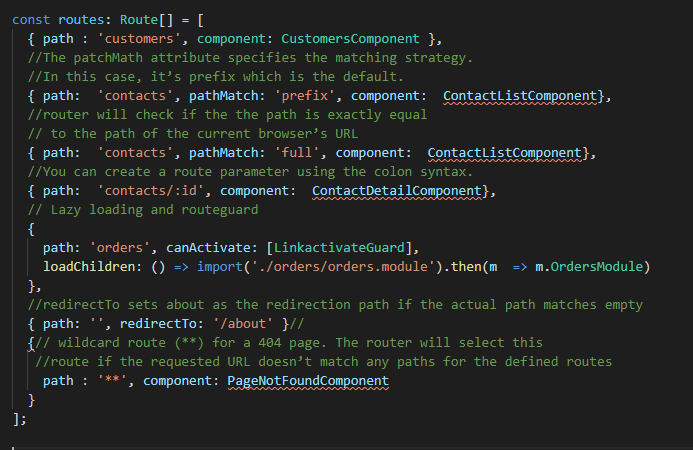 const routes: Route[] = [
{ path : 'customers', component: CustomersComponent },
//The patchMath attribute specifies the matching strategy.
//In this case, it’s prefix which is the default.
{ path:  'contacts', pathMatch: 'prefix', component:  ContactListComponent},
//router will check if the the path is exactly equal
// to the path of the current browser’s URL
{ path:  'contacts', pathMatch: 'full', component:  ContactListComponent},
//You can create a route parameter using the colon syntax.
{ path:  'contacts/:id', component:  ContactDetailComponent},
// Lazy loading and routeguard
{
path: 'orders', canActivate: [LinkactivateGuard],
loadChildren: () => import('./orders/orders.module').then(m  => m.OrdersModule)
},
//redirectTo sets about as the redirection path if the actual path matches empty
{ path: '', redirectTo: '/about' }//
{// wildcard route (**) for a 404 page. The router will select this
//route if the requested URL doesn’t match any paths for the defined routes
path : '**', component: PageNotFoundComponent
}
];